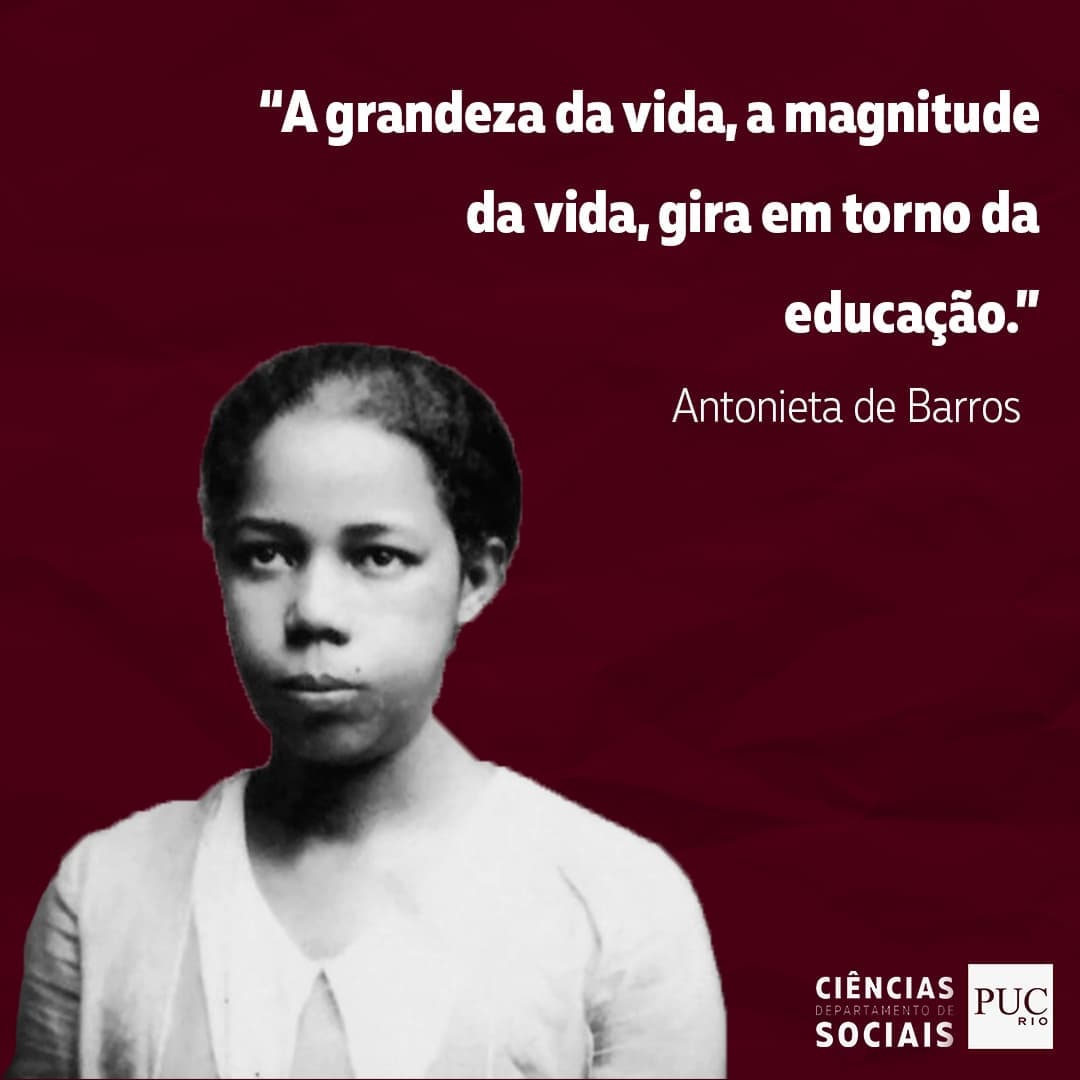 “A grandeza da vida, a magnitude
da vida, gira em torno da
educação.”
Antonieta de Barros
CIÊNCIAS
DEPARTAMENTO DE
SOCIAIS
PUC
RIO